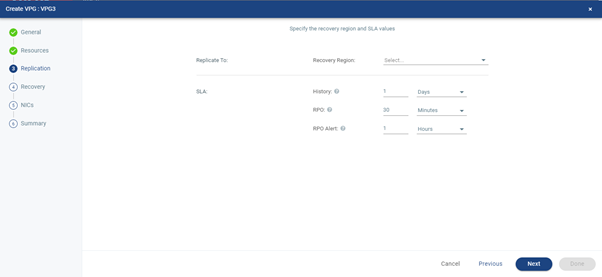 Create VPG : VPG3
×
General
Resources
3 Replication
4 Recovery
5 NICs
6 Summary
Specify the recovery region and SLA values
Replicate To: Recovery Region: Select...
SLA: History: 1 Days
RPO: 30 Minutes
RPO Alert: 1 Hours
Cancel Previous Next Done